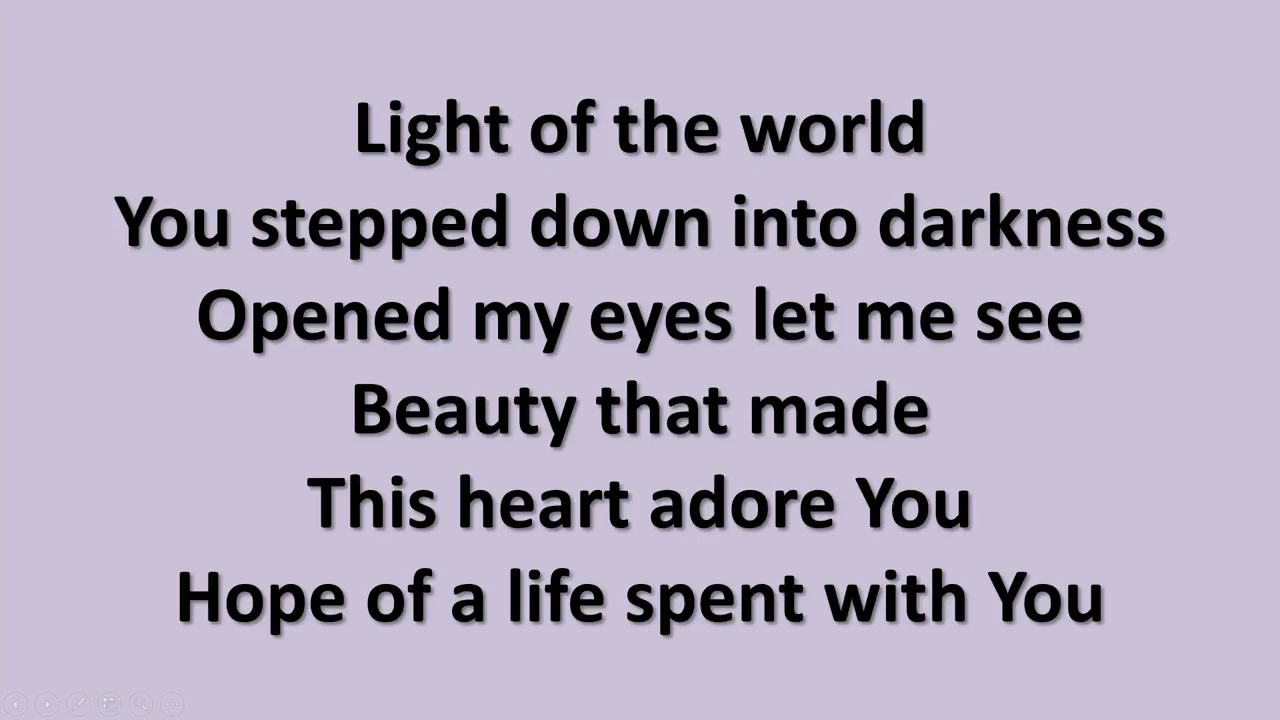 Light of the world
You stepped down into darkness
Opened my eyes let me see
Beauty that made
This heart adore You
Hope of a life spent with You